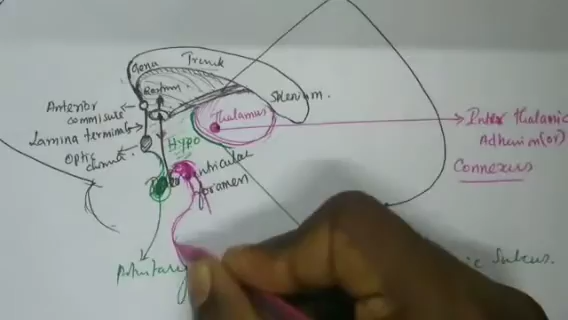 Genu
Trunk
Rostrum
Splenium.
Anterior
commisure
Lamina terminalis
Optic
chiasma
Thalamus
Hypo
foramen
Inter thalamic
Adhesion (or)
Connexus
Pituitary
Sulcus.